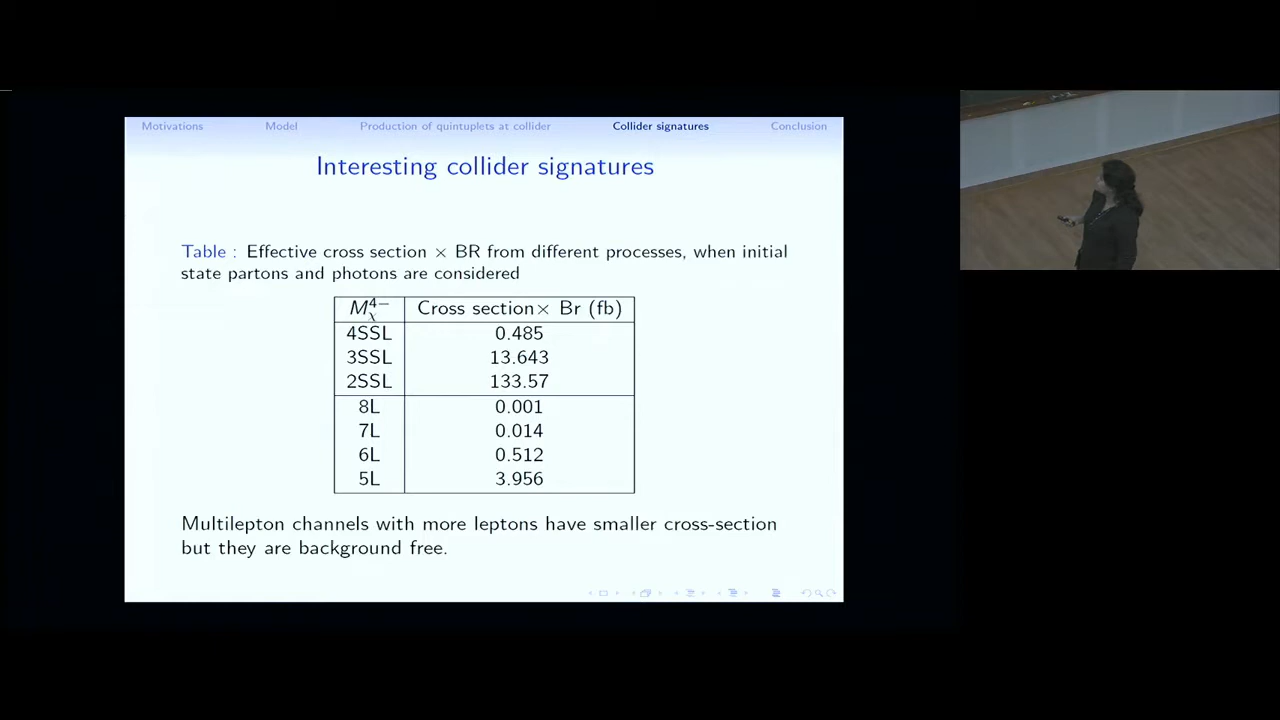 Motivations Model Production of quintuplets at collider Collider signatures Conclusion
Interesting collider signatures
Table : Effective cross section × BR from different processes, when initial
state partons and photons are considered
M_χ^{4−} Cross section× Br (fb)
4SSL 0.485
3SSL 13.643
2SSL 133.57
8L 0.001
7L 0.014
6L 0.512
5L 3.956
Multilepton channels with more leptons have smaller cross-section
but they are background free.